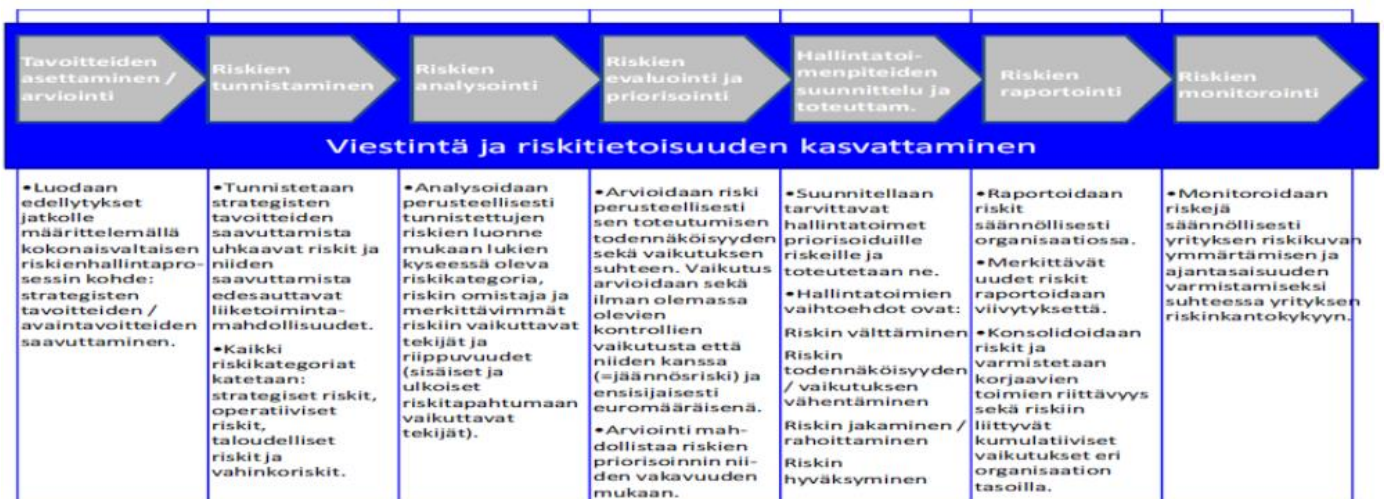 Tavoitteiden
asettaminen /
arviointi
Riskien
tunnistaminen
Riskien
analysointi
Riskien
evaluointi ja
priorisointi
Hallintatoi-
menpiteiden
suunnittelu ja
toteuttam.
Riskien
raportointi
Riskien
monitorointi
Viestintä ja riskitietoisuuden kasvattaminen
•Luodaan
edellytykset
jatkolle
määrittelemällä
kokonaisvaltaisen
riskienhallintapro-
sessin kohde:
strategisten
tavoitteiden /
avaintavoitteiden
saavuttaminen.
•Tunnistetaan
strategisten
tavoitteiden
saavuttamista
uhkaavat riskit ja
niiden
saavuttamista
edesauttavat
liiketoiminta-
mahdollisuudet.
•Kaikki
riskikategoriat
katetaan:
strategiset riskit,
operatiiviset
riskit,
taloudelliset
riskit ja
vahinkoriskit.
•Analysoidaan
perusteellisesti
tunnistettujen
riskien luonne
mukaan lukien
kyseessä oleva
riskikategoria,
riskin omistaja ja
merkittävimmät
riskiin vaikuttavat
tekijät ja
riippuvuudet
(sisäiset ja
ulkoiset
riskitapahtumaan
vaikuttavat
tekijät).
•Arvioidaan riski
perusteellisesti
sen toteutumisen
todennäköisyyden
sekä vaikutuksen
suhteen. Vaikutus
arvioidaan sekä
ilman olemassa
olevien
kontrollien
vaikutusta että
niiden kanssa
(=jäännösriski) ja
ensisijaisesti
euromääräisenä.
•Arviointi mah-
dollistaa riskien
priorisoinnin nii-
den vakavuuden
mukaan.
•Suunnitellaan
tarvittavat
hallintatoimet
priorisoiduille
riskeille ja
toteutetaan ne.
•Hallintatoimien
vaihtoehdot ovat:
Riskin välttäminen
Riskin
todennäköisyyden
/ vaikutuksen
vähentäminen
Riskin jakaminen /
rahoittaminen
Riskin
hyväksyminen
•Raportoidaan
riskit
säännöllisesti
organisaatiossa.
•Merkittävät
uudet riskit
raportoidaan
viivytyksettä.
•Konsolidoidaan
riskit ja
varmistetaan
korjaavien
toimien riittävyys
sekä riskiin
liittyvät
kumulatiiviset
vaikutukset eri
organisaation
tasoilla.
•Monitoroidaan
riskejä
säännöllisesti
yrityksen riskikuvan
ymmärtämisen ja
ajantasaisuuden
varmistamiseksi
suhteessa yrityksen
riskinkantokykyyn.